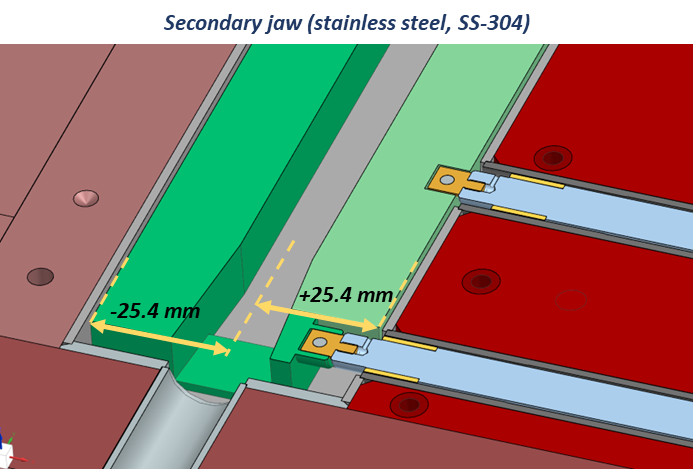 Secondary jaw (stainless steel, SS-304)
-25.4 mm
+25.4 mm